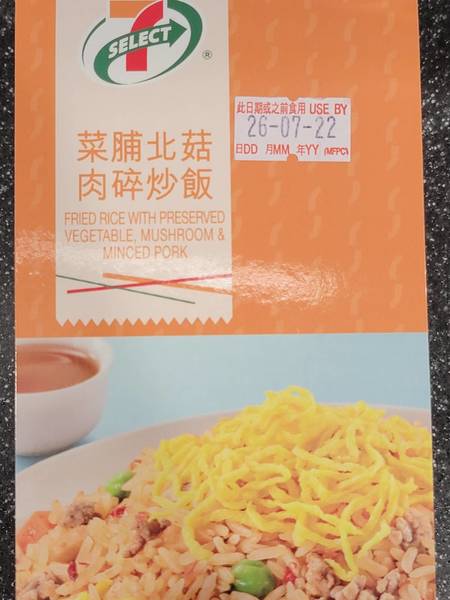 7
SELECT
®
此日期或之前食用 USE BY
26-07-22
日DD 月MM 年YY (MFPC)
菜脯北菇
肉碎炒飯
FRIED RICE WITH PRESERVED
VEGETABLE, MUSHROOM &
MINCED PORK